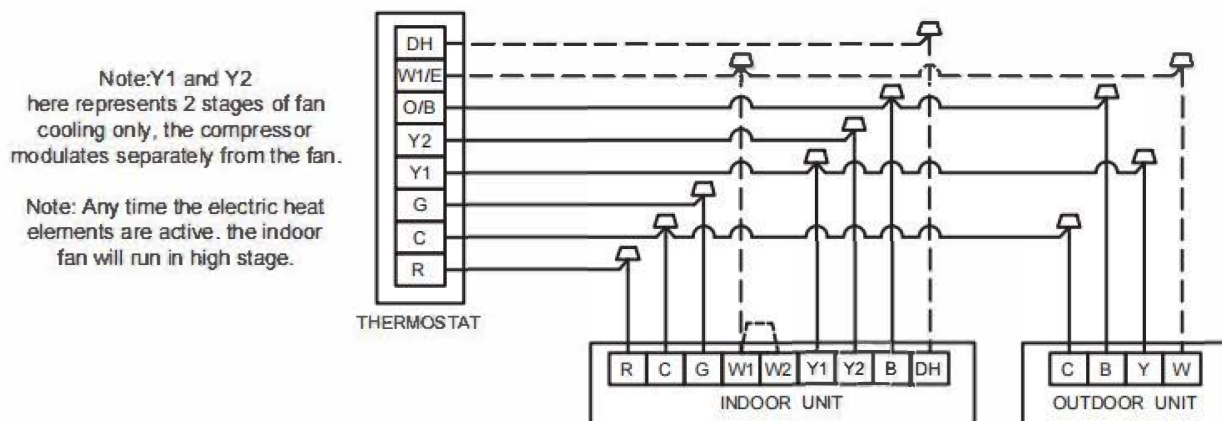 Note:Y1 and Y2
here represents 2 stages of fan
cooling only, the compressor
modulates separately from the fan.
Note: Any time the electric heat
elements are active. the indoor
fan will run in high stage.
DH
W1/E
O/B
Y2
Y1
G
C
R
THERMOSTAT
R C G W1 W2 Y1 Y2 B DH
INDOOR UNIT
C B Y W
OUTDOOR UNIT